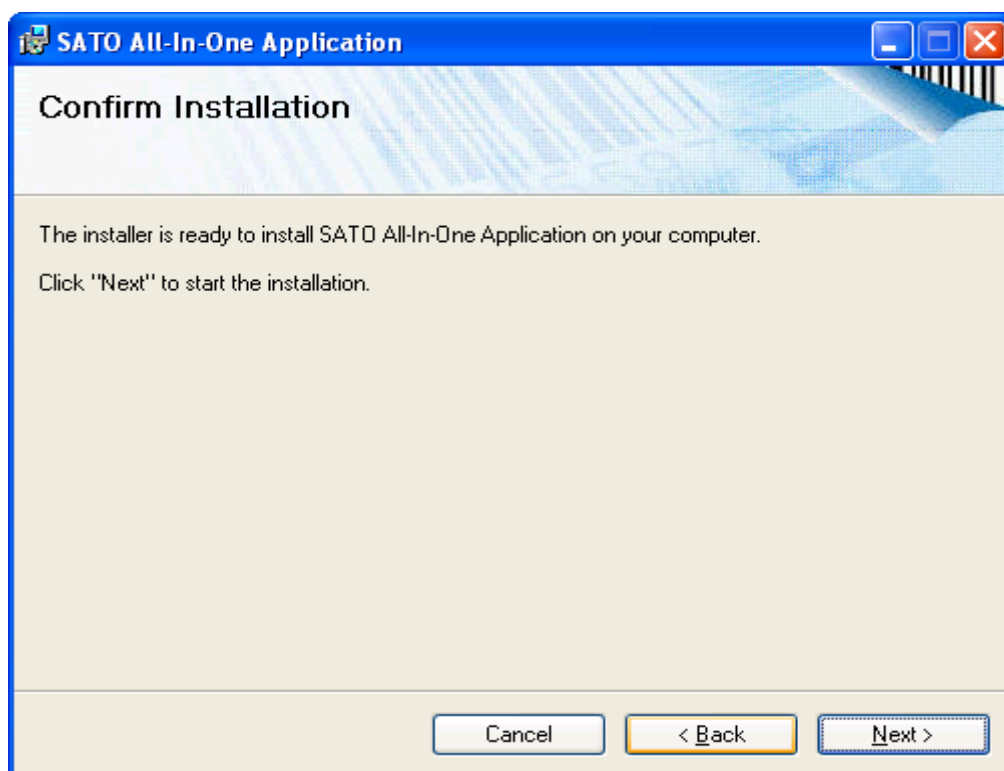 SATO All-In-One Application
Confirm Installation
The installer is ready to install SATO All-In-One Application on your computer.
Click "Next" to start the installation.
Cancel
< Back
Next >